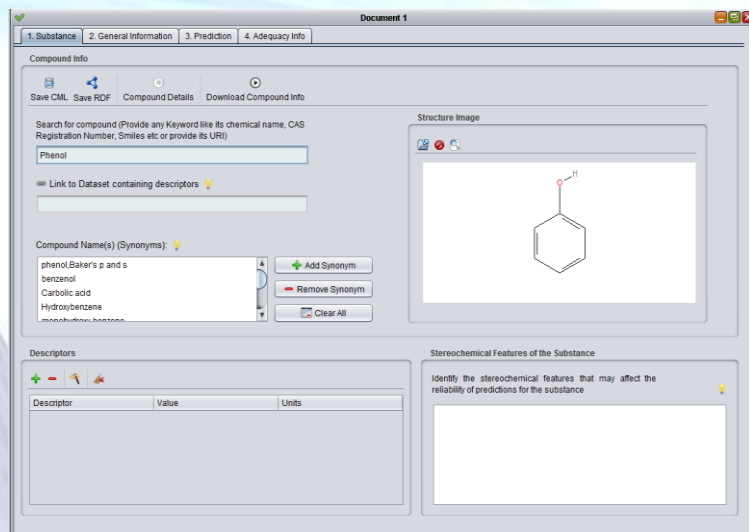 Document 1
1. Substance
2. General Information
3. Prediction
4. Adequacy Info
Compound Info
Save CML
Save RDF
Compound Details
Download Compound Info
Search for compound (Provide any Keyword like its chemical name, CAS
Registration Number, Smiles etc or provide its URI)
Phenol
Link to Dataset containing descriptors
Compound Name(s) (Synonyms):
phenol,Baker's p and s
benzenol
Carbolic acid
Hydroxybenzene
monohydroxy benzene
Add Synonym
Remove Synonym
Clear All
Structure Image
H
O
Descriptors
Descriptor
Value
Units
Stereochemical Features of the Substance
Identify the stereochemical features that may affect the
reliability of predictions for the substance